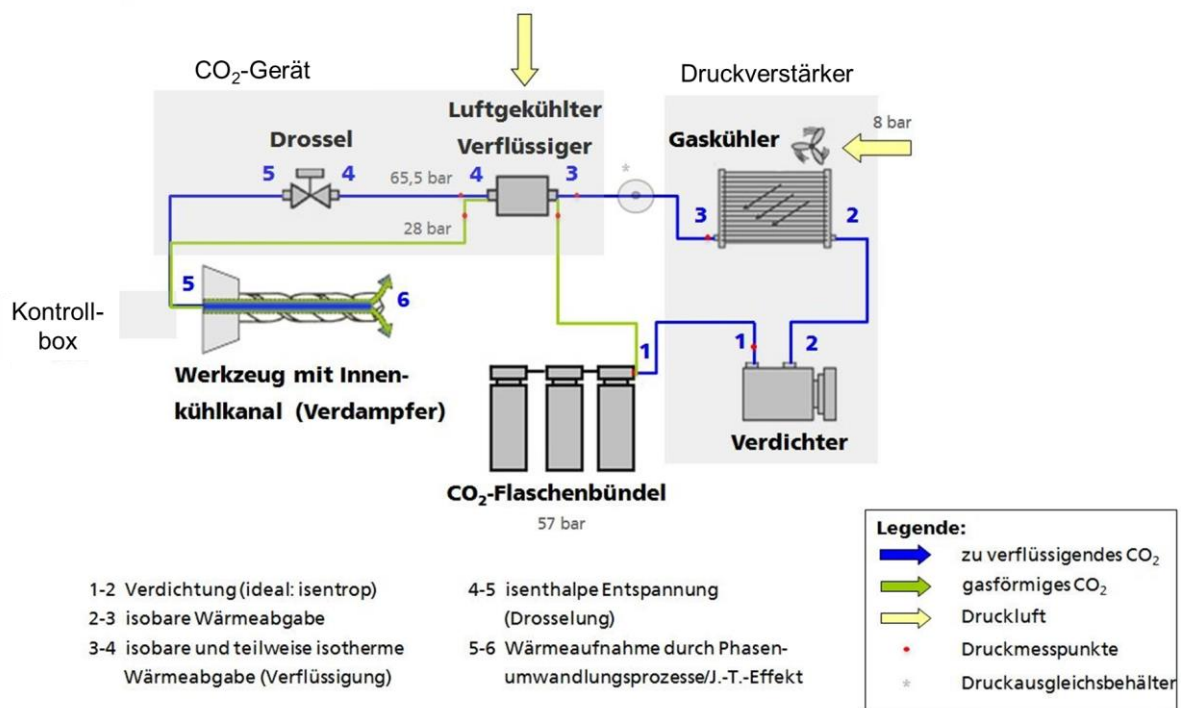 CO₂-Gerät
Druckverstärker
Luftgekühlter
Verflüssiger
Drossel
Gaskühler
8 bar
*
5
4
65,5 bar
4
3
3
2
28 bar
5
6
Kontroll-
box
1
1
2
Werkzeug mit Innen-
kühlkanal (Verdampfer)
Verdichter
CO₂-Flaschenbündel
57 bar
1-2 Verdichtung (ideal: isentrop)
2-3 isobare Wärmeabgabe
3-4 isobare und teilweise isotherme
Wärmeabgabe (Verflüssigung)
4-5 isenthalpe Entspannung
(Drosselung)
5-6 Wärmeaufnahme durch Phasen-
umwandlungsprozesse/J.-T.-Effekt
Legende:
zu verflüssigendes CO₂
gasförmiges CO₂
Druckluft
Druckmesspunkte
* Druckausgleichsbehälter